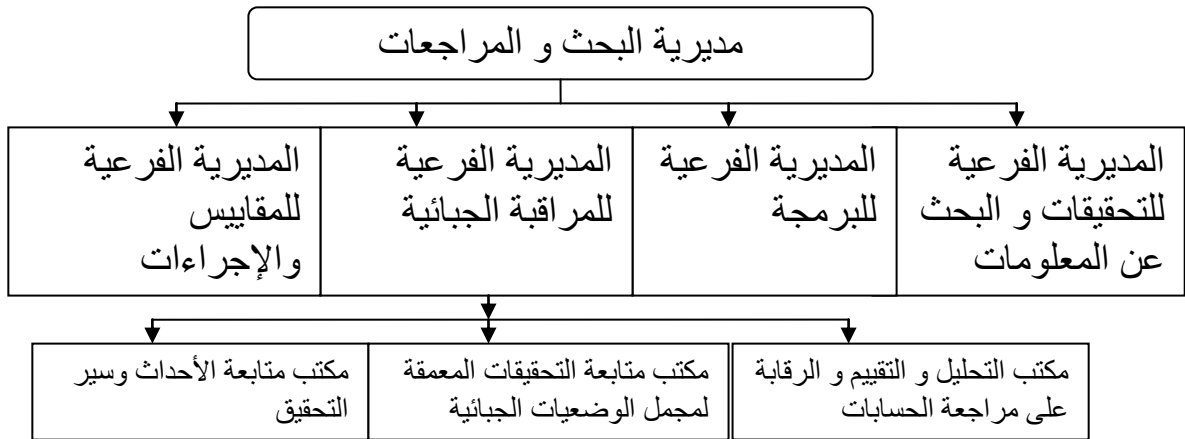 مديرية البحث و المراجعات
المديرية الفرعية
للتحقيقات و البحث
عن المعلومات
المديرية الفرعية
للبرمجة
المديرية الفرعية
للمراقبة الجبائية
المديرية الفرعية
للمقاييس
والإجراءات
مكتب التحليل و التقييم و الرقابة
على مراجعة الحسابات
مكتب متابعة التحقيقات المعمقة
لمجمل الوضعيات الجبائية
مكتب متابعة الأحداث وسير
التحقيق